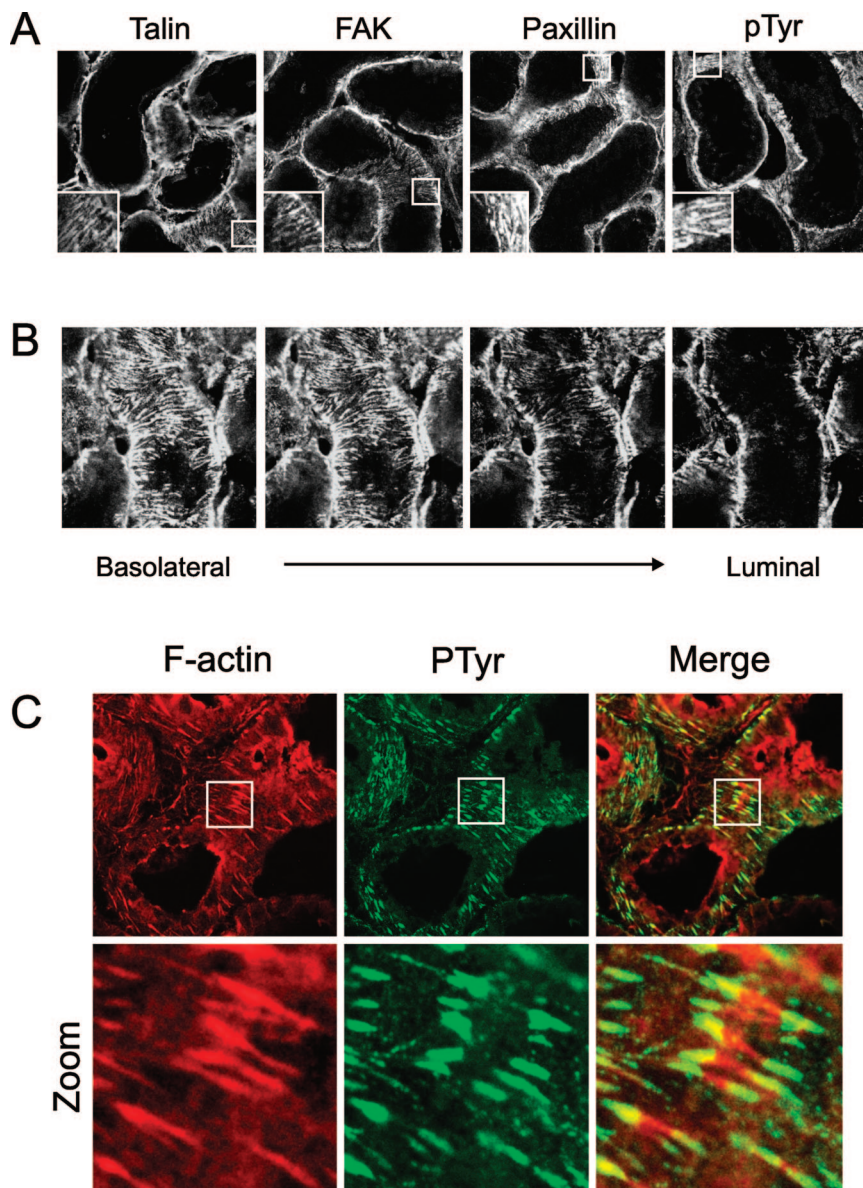 A
Talin FAK Paxillin pTyr
B
Basolateral Luminal
C
F-actin PTyr Merge
Zoom